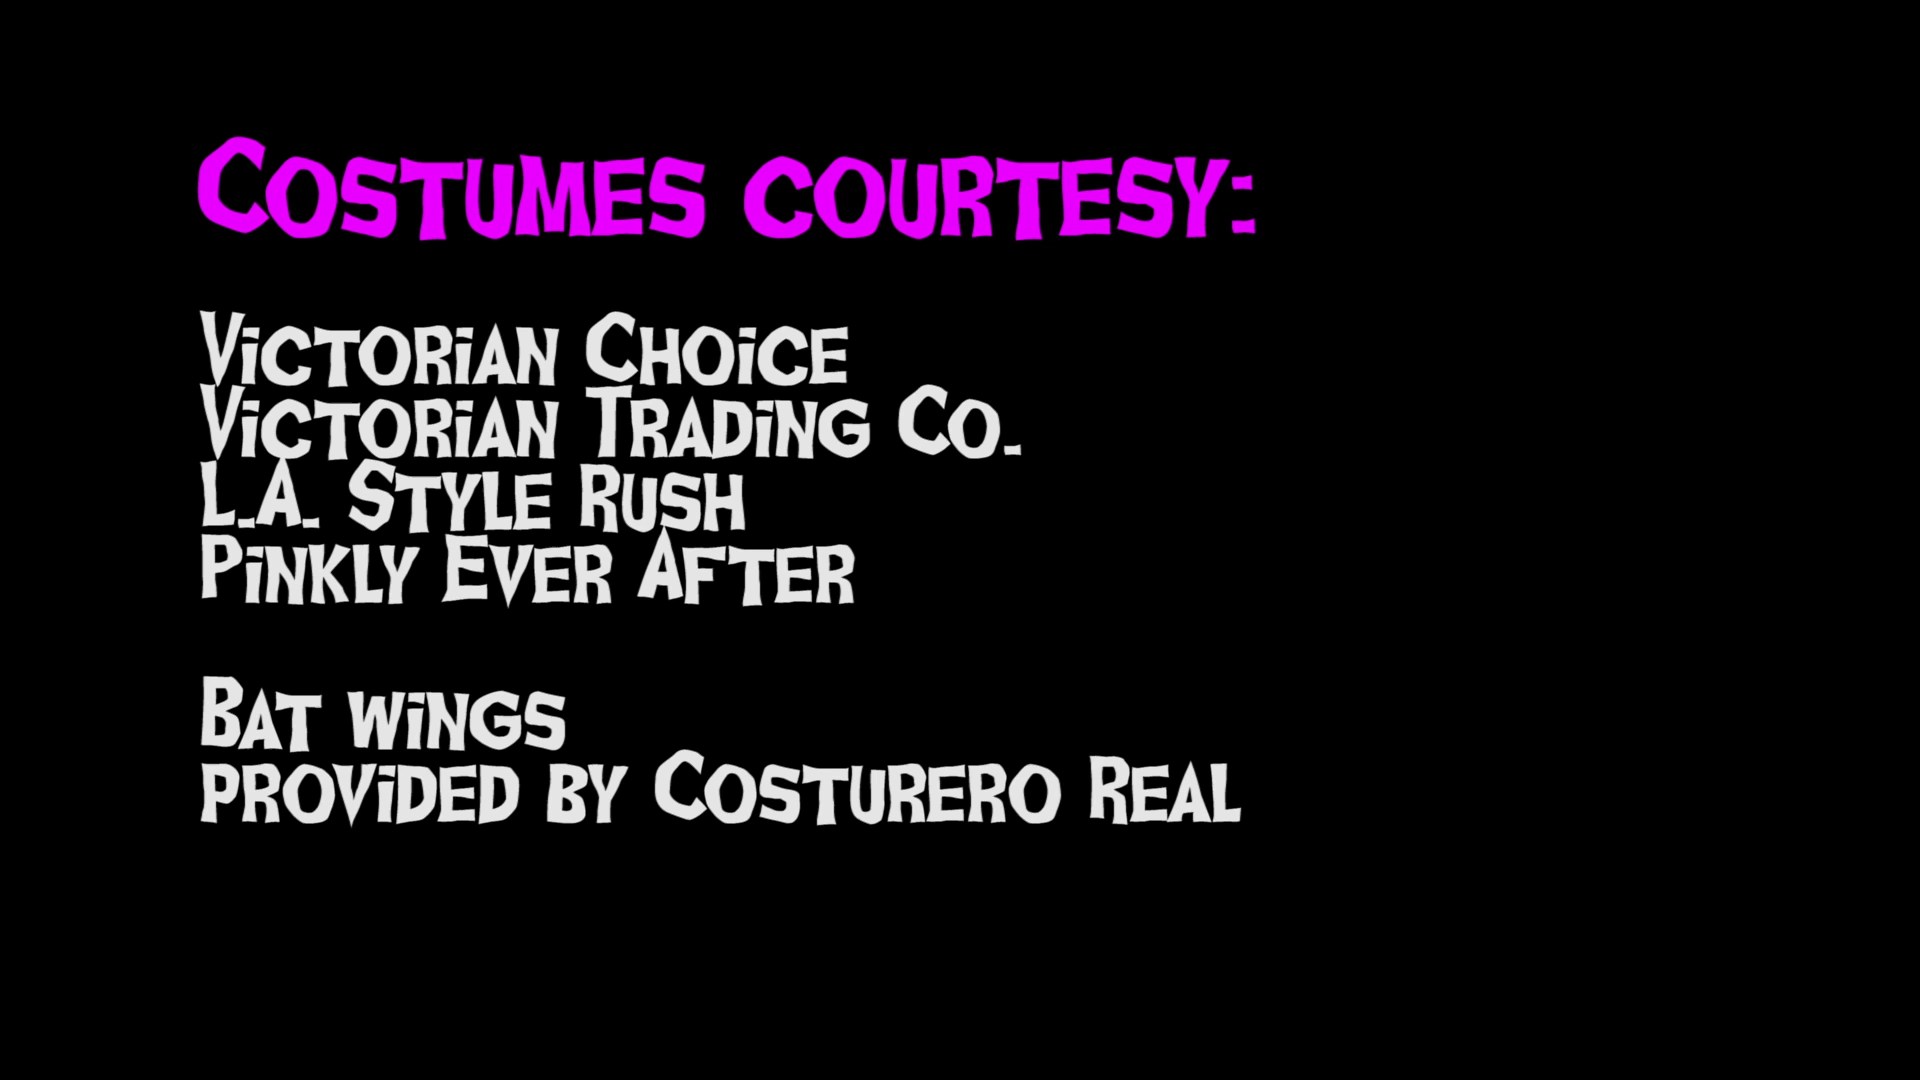 Costumes courtesy:
Victorian Choice
Victorian Trading Co.
L.A. Style Rush
Pinkly Ever After
Bat wings
provided by Costurero Real